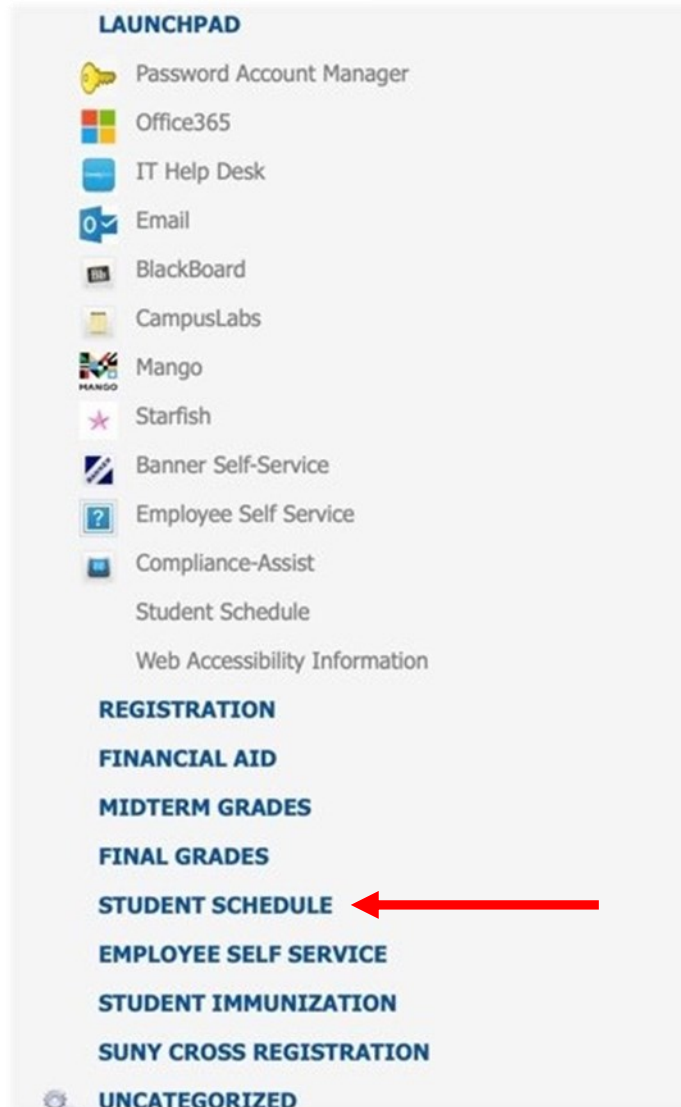 LAUNCHPAD
Password Account Manager
Office365
IT Help Desk
Email
BlackBoard
CampusLabs
MANGO
Mango
Starfish
Banner Self-Service
Employee Self Service
Compliance-Assist
Student Schedule
Web Accessibility Information
REGISTRATION
FINANCIAL AID
MIDTERM GRADES
FINAL GRADES
STUDENT SCHEDULE
EMPLOYEE SELF SERVICE
STUDENT IMMUNIZATION
SUNY CROSS REGISTRATION
UNCATEGORIZED